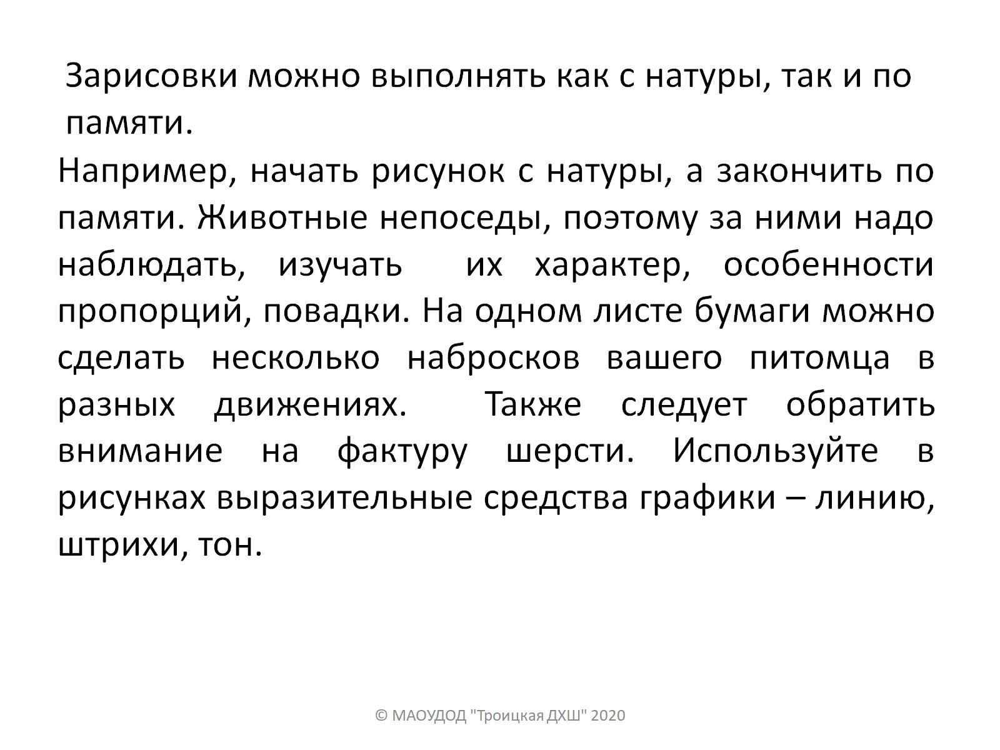 Зарисовки можно выполнять как с натуры, так и по
памяти.
Например, начать рисунок с натуры, а закончить по
памяти. Животные непоседы, поэтому за ними надо
наблюдать, изучать их характер, особенности
пропорций, повадки. На одном листе бумаги можно
сделать несколько набросков вашего питомца в
разных движениях. Также следует обратить
внимание на фактуру шерсти. Используйте в
рисунках выразительные средства графики – линию,
штрихи, тон.
© МАОУДОД "Троицкая ДХШ" 2020